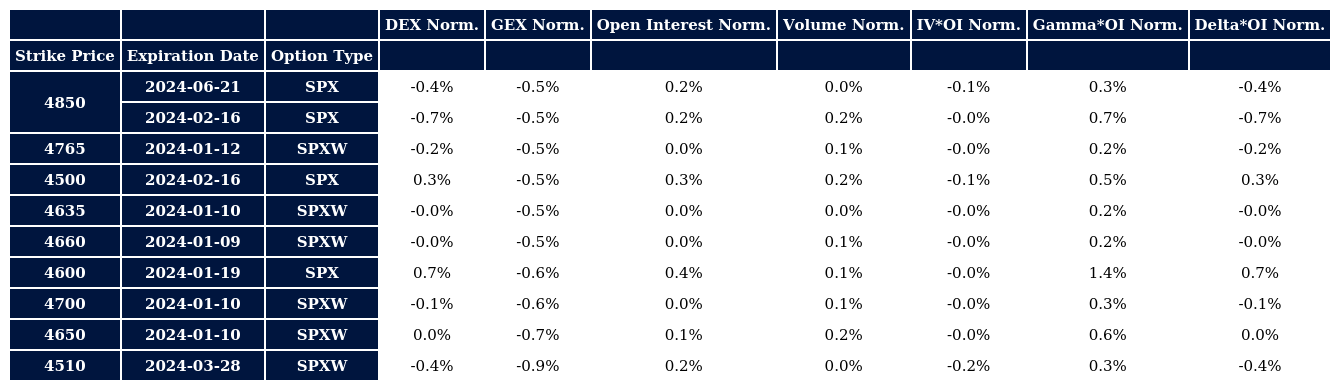 DEX Norm. GEX Norm. Open Interest Norm. Volume Norm. IV*OI Norm. Gamma*OI Norm. Delta*OI Norm.
Strike Price Expiration Date Option Type
4850 2024-06-21 SPX -0.4% -0.5% 0.2% 0.0% -0.1% 0.3% -0.4%
2024-02-16 SPX -0.7% -0.5% 0.2% 0.2% -0.0% 0.7% -0.7%
4765 2024-01-12 SPXW -0.2% -0.5% 0.0% 0.1% -0.0% 0.2% -0.2%
4500 2024-02-16 SPX 0.3% -0.5% 0.3% 0.2% -0.1% 0.5% 0.3%
4635 2024-01-10 SPXW -0.0% -0.5% 0.0% 0.0% -0.0% 0.2% -0.0%
4660 2024-01-09 SPXW -0.0% -0.5% 0.0% 0.1% -0.0% 0.2% -0.0%
4600 2024-01-19 SPX 0.7% -0.6% 0.4% 0.1% -0.0% 1.4% 0.7%
4700 2024-01-10 SPXW -0.1% -0.6% 0.0% 0.1% -0.0% 0.3% -0.1%
4650 2024-01-10 SPXW 0.0% -0.7% 0.1% 0.2% -0.0% 0.6% 0.0%
4510 2024-03-28 SPXW -0.4% -0.9% 0.2% 0.0% -0.2% 0.3% -0.4%